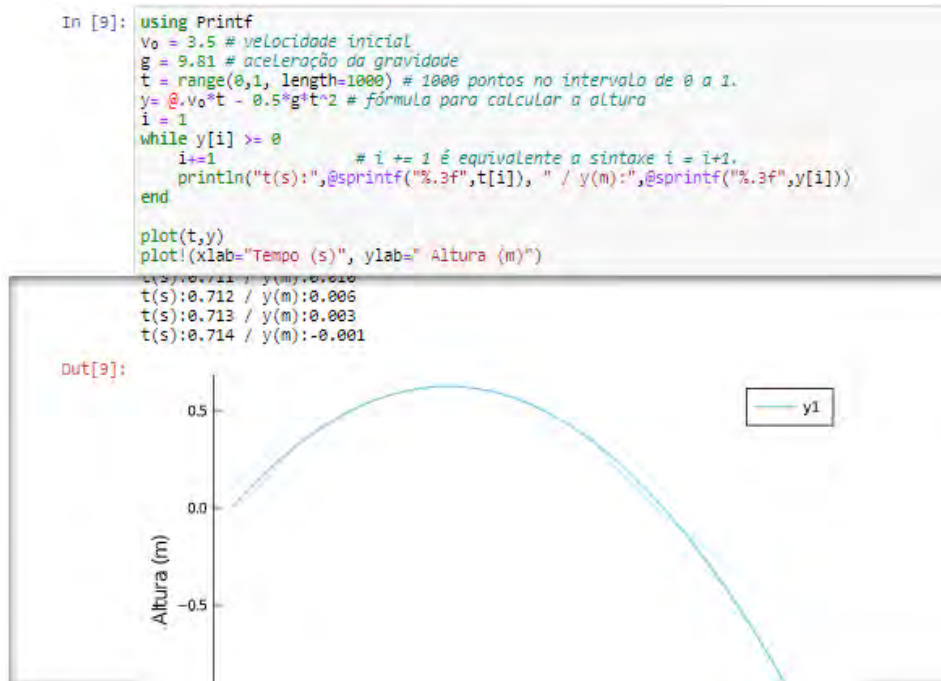 In [9]: using Printf
v₀ = 3.5 # velocidade inicial
g = 9.81 # aceleração da gravidade
t = range(0,1, length=1000) # 1000 pontos no intervalo de 0 a 1.
y= @.v₀*t - 0.5*g*t^2 # fórmula para calcular a altura
i = 1
while y[i] >= 0
i+=1 # i += 1 é equivalente a sintaxe i = i+1.
println("t(s):",@sprintf("%.3f",t[i]), " / y(m):",@sprintf("%.3f",y[i]))
end
plot(t,y)
plot!(xlab="Tempo (s)", ylab=" Altura (m)")
t(s):0.711 / y(m):0.010
t(s):0.712 / y(m):0.006
t(s):0.713 / y(m):0.003
t(s):0.714 / y(m):-0.001
Out[9]:
y1
0.5
0.0
-0.5
Altura (m)